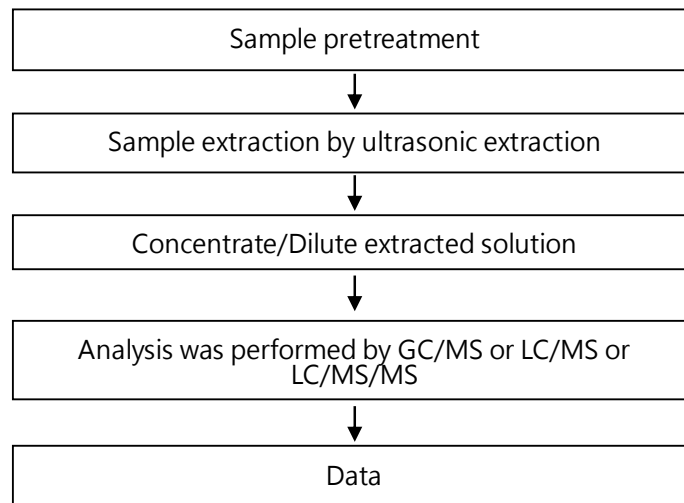 Sample pretreatment
Sample extraction by ultrasonic extraction
Concentrate/Dilute extracted solution
Analysis was performed by GC/MS or LC/MS or
LC/MS/MS
Data